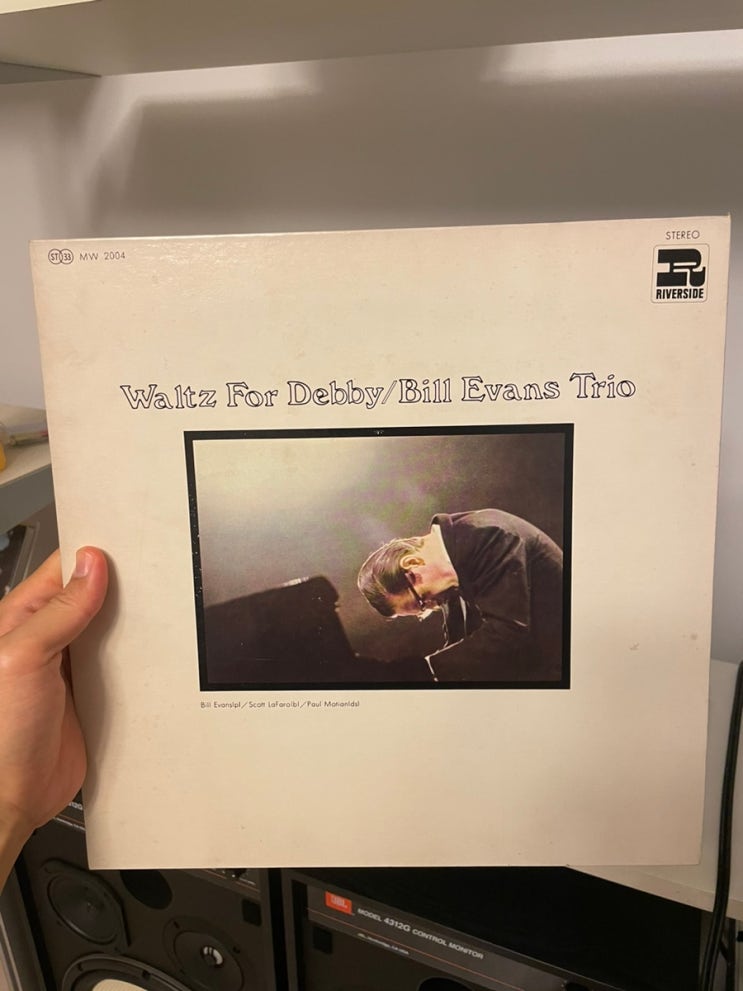 ST 33 MW 2004
STEREO
R
RIVERSIDE
Waltz For Debby/Bill Evans Trio
Bill Evans(p)/Scott LaFaro(b)/Paul Motian(ds)
JBL
MODEL 4312G CONTROL MONITOR